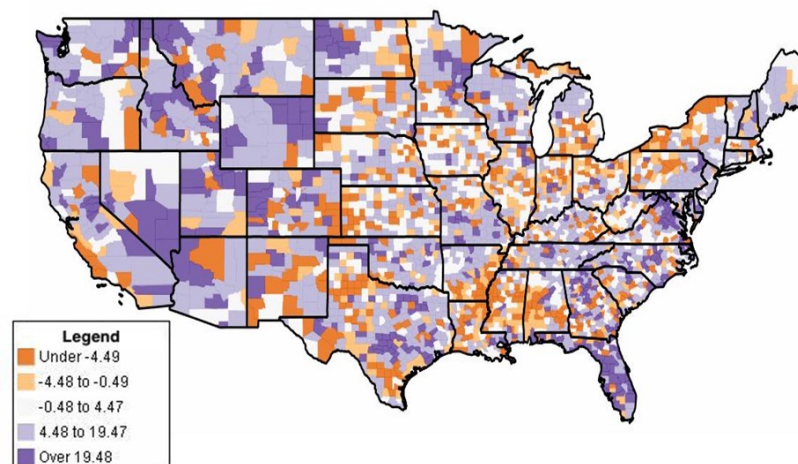 Legend
Under -4.49
-4.48 to -0.49
-0.48 to 4.47
4.48 to 19.47
Over 19.48